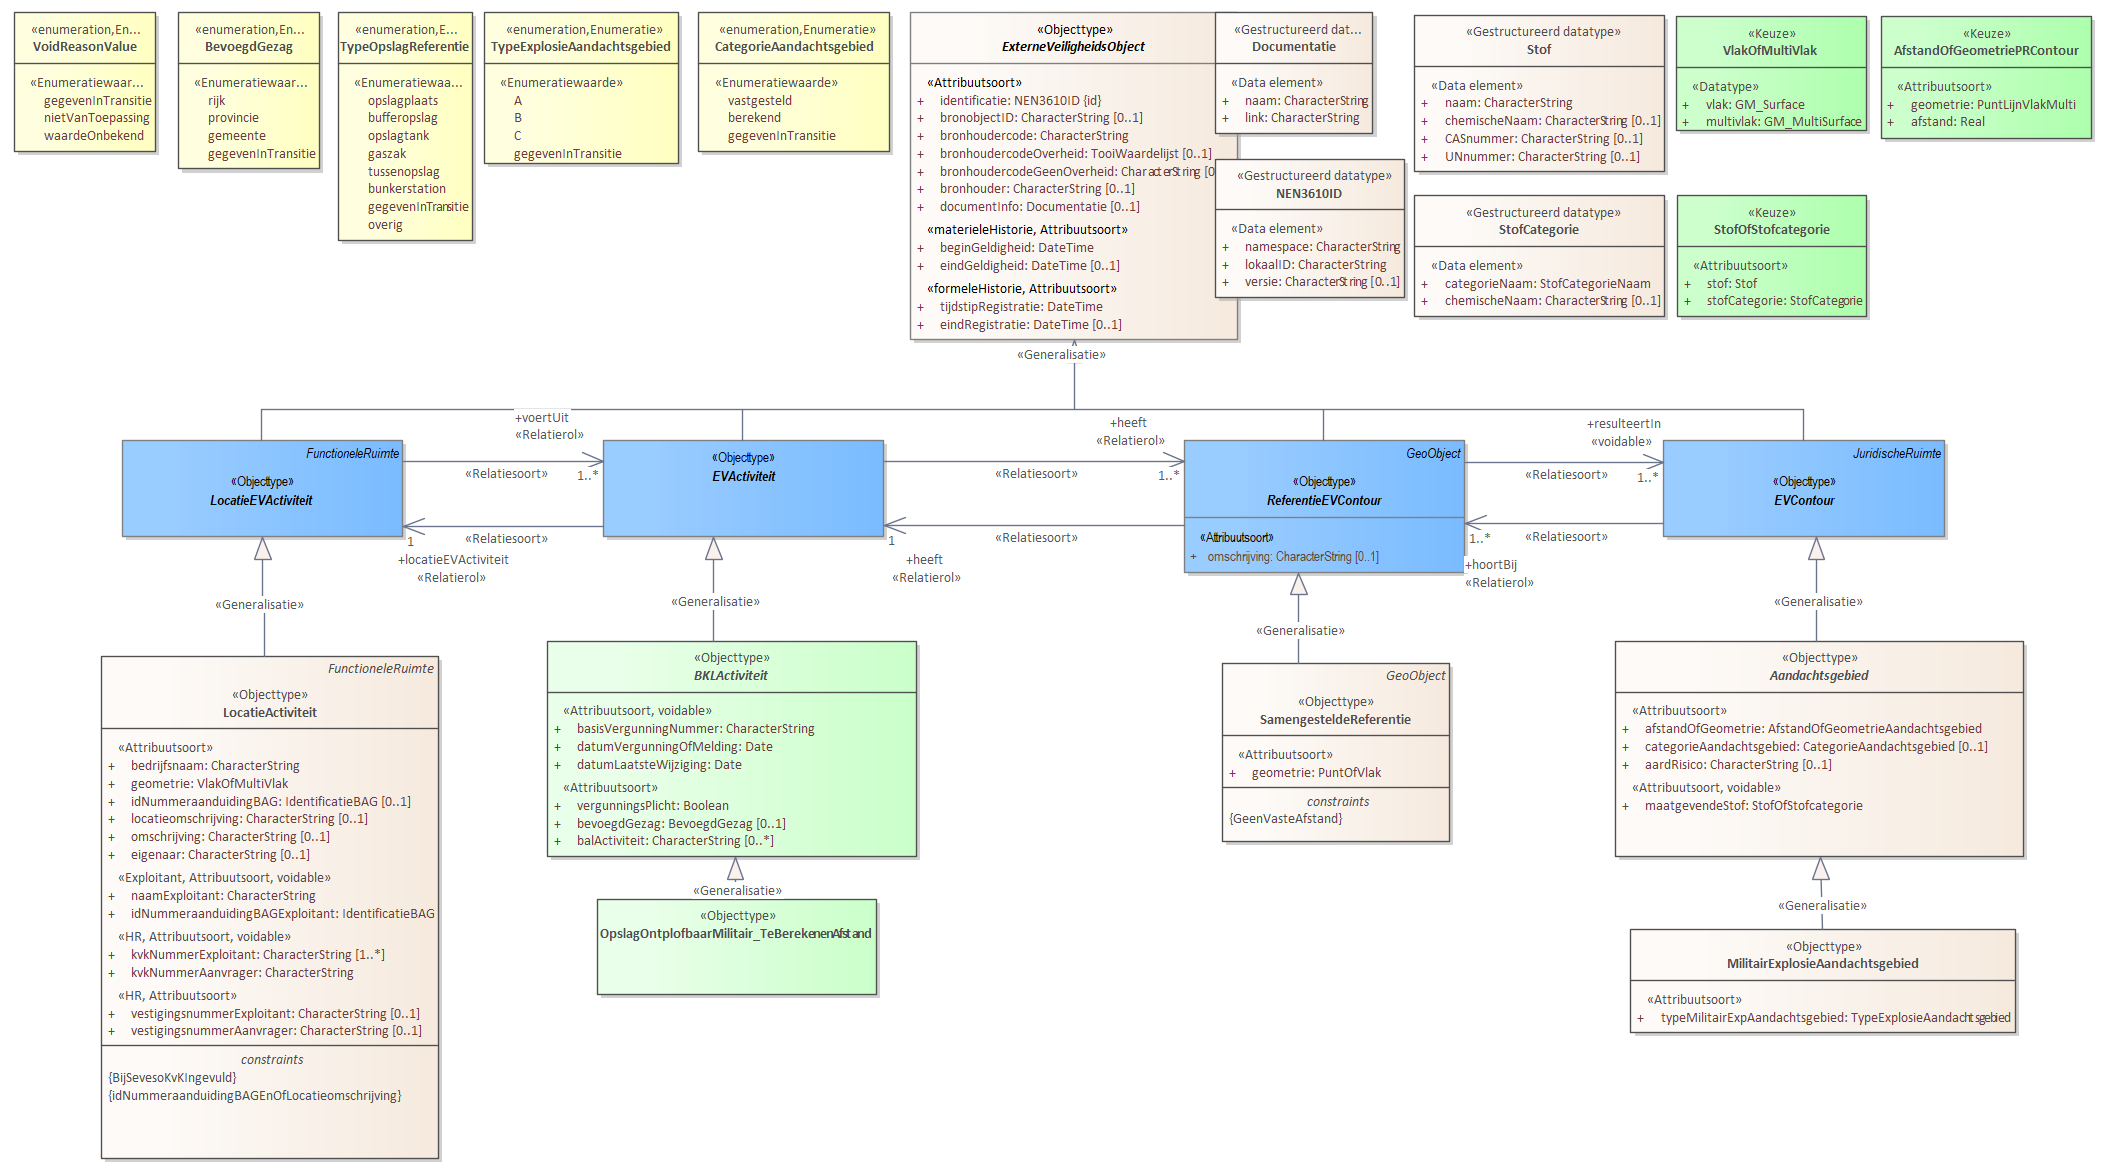 «enumeration,En...
VoidReasonValue
«Enumeratiewaar...
gegevenInTransitie
nietVanToepassing
waardeOnbekend
«enumeration,En...
BevoegdGezag
«Enumeratiewaar...
rijk
provincie
gemeente
gegevenInTransitie
«enumeration,E...
TypeOpslagReferentie
«Enumeratiewaa...
opslagplaats
bufferopslag
opslagtank
gaszak
tussenopslag
bunkerstation
gegevenInTransitie
overig
«enumeration,Enumeratie»
TypeExplosieAandachtsgebied
«Enumeratiewaarde»
A
B
C
gegevenInTransitie
«enumeration,Enumeratie»
CategorieAandachtsgebied
«Enumeratiewaarde»
vastgesteld
berekend
gegevenInTransitie
«Objecttype»
ExterneVeiligheidsObject
«Attribuutsoort»
+ identificatie: NEN3610ID {id}
+ bronobjectID: CharacterString [0..1]
+ bronhoudercode: CharacterString
+ bronhoudercodeOverheid: TooiWaardelijst [0..1]
+ bronhoudercodeGeenOverheid: CharacterString [0
+ bronhouder: CharacterString [0..1]
+ documentInfo: Documentatie [0..1]
«materieleHistorie, Attribuutsoort»
+ beginGeldigheid: DateTime
+ eindGeldigheid: DateTime [0..1]
«formeleHistorie, Attribuutsoort»
+ tijdstipRegistratie: DateTime
+ eindRegistratie: DateTime [0..1]
«Gestructureerd dat...
Documentatie
«Data element»
+ naam: CharacterString
+ link: CharacterString
«Gestructureerd datatype»
NEN3610ID
«Data element»
+ namespace: CharacterString
+ lokaalID: CharacterString
+ versie: CharacterString [0..1]
«Gestructureerd datatype»
Stof
«Data element»
+ naam: CharacterString
+ chemischeNaam: CharacterString [0..1]
+ CASnummer: CharacterString [0..1]
+ UNnummer: CharacterString [0..1]
«Gestructureerd datatype»
StofCategorie
«Data element»
+ categorieNaam: StofCategorieNaam
+ chemischeNaam: CharacterString [0..1]
«Keuze»
VlakOfMultiVlak
«Datatype»
+ vlak: GM_Surface
+ multivlak: GM_MultiSurface
«Keuze»
StofOfStofcategorie
«Attribuutsoort»
+ stof: Stof
+ stofCategorie: StofCategorie
«Keuze»
AfstandOfGeometriePRContour
«Attribuutsoort»
+ geometrie: PuntLijnVlakMulti
+ afstand: Real
«Generalisatie»
FunctioneleRuimte
«Objecttype»
LocatieEVActiviteit
+voertUit
«Relatierol»
«Relatiesoort»
1..*
«Relatiesoort»
1
+locatieEVActiviteit
«Relatierol»
«Objecttype»
EVActiviteit
+heeft
«Relatierol»
«Relatiesoort»
1..*
«Relatiesoort»
1
+heeft
«Relatierol»
GeoObject
«Objecttype»
ReferentieEVContour
«Attribuutsoort»
+ omschrijving: CharacterString [0..1]
+resulteertIn
«voidable»
«Relatiesoort»
1..*
«Relatiesoort»
1..*
+hoortBij
«Relatierol»
JuridischeRuimte
«Objecttype»
EVContour
«Generalisatie»
«Generalisatie»
«Generalisatie»
«Generalisatie»
FunctioneleRuimte
«Objecttype»
LocatieActiviteit
«Attribuutsoort»
+ bedrijfsnaam: CharacterString
+ geometrie: VlakOfMultiVlak
+ idNummeraanduidingBAG: IdentificatieBAG [0..1]
+ locatieomschrijving: CharacterString [0..1]
+ omschrijving: CharacterString [0..1]
+ eigenaar: CharacterString [0..1]
«Exploitant, Attribuutsoort, voidable»
+ naamExploitant: CharacterString
+ idNummeraanduidingBAGExploitant: IdentificatieBAG
«HR, Attribuutsoort, voidable»
+ kvkNummerExploitant: CharacterString [1..*]
+ kvkNummerAanvrager: CharacterString
«HR, Attribuutsoort»
+ vestigingsnummerExploitant: CharacterString [0..1]
+ vestigingsnummerAanvrager: CharacterString [0..1]
constraints
{BijSevesoKvKIngevuld}
{idNummeraanduidingBAGEnOfLocatieomschrijving}
«Objecttype»
BKLActiviteit
«Attribuutsoort, voidable»
+ basisVergunningNummer: CharacterString
+ datumVergunningOfMelding: Date
+ datumLaatsteWijziging: Date
«Attribuutsoort»
+ vergunningsPlicht: Boolean
+ bevoegdGezag: BevoegdGezag [0..1]
+ balActiviteit: CharacterString [0..*]
«Generalisatie»
«Objecttype»
OpslagOntplofbaarMilitair_TeBerekenenAfstand
GeoObject
«Objecttype»
SamengesteldeReferentie
«Attribuutsoort»
+ geometrie: PuntOfVlak
constraints
{GeenVasteAfstand}
«Objecttype»
Aandachtsgebied
«Attribuutsoort»
+ afstandOfGeometrie: AfstandOfGeometrieAandachtsgebied
+ categorieAandachtsgebied: CategorieAandachtsgebied [0..1]
+ aardRisico: CharacterString [0..1]
«Attribuutsoort, voidable»
+ maatgevendeStof: StofOfStofcategorie
«Generalisatie»
«Objecttype»
MilitairExplosieAandachtsgebied
«Attribuutsoort»
+ typeMilitairExpAandachtsgebied: TypeExplosieAandachtsgebied